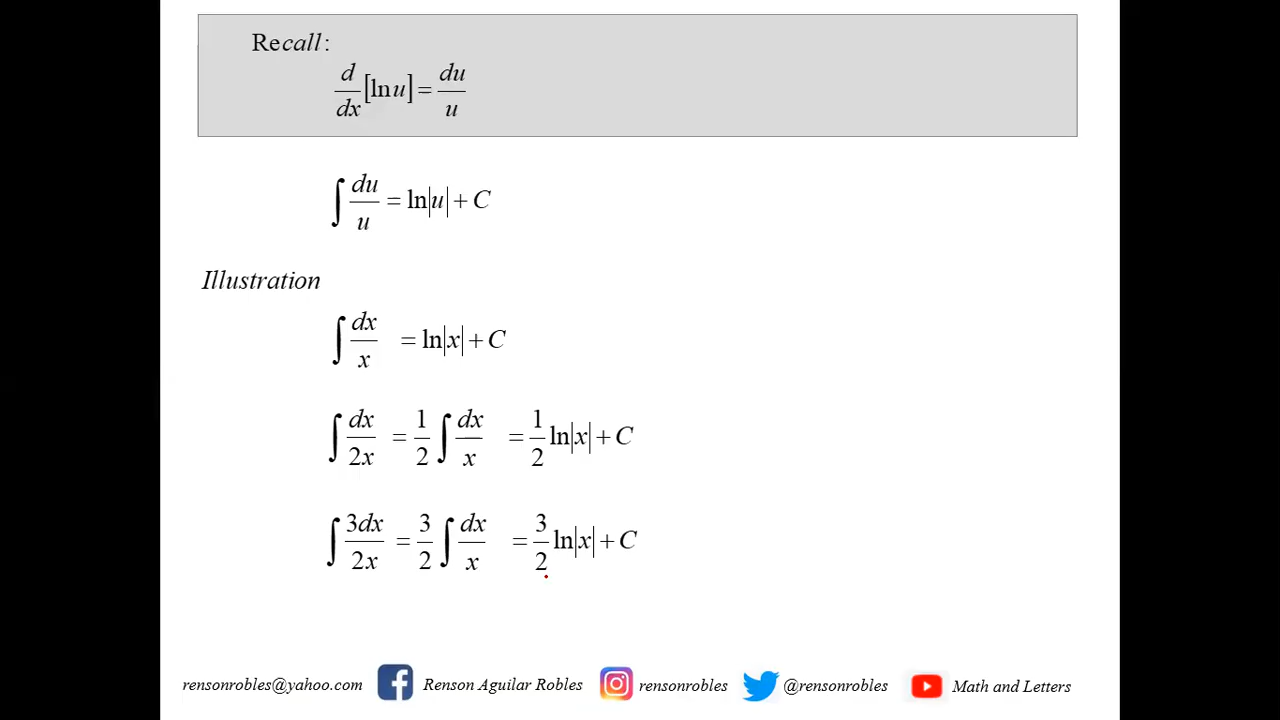 Recall:
d/dx [ln u] = du/u
∫ du/u = ln|u| + C
Illustration
∫ dx/x = ln|x| + C
∫ dx/2x = 1/2 ∫ dx/x = 1/2 ln|x| + C
∫ 3dx/2x = 3/2 ∫ dx/x = 3/2 ln|x| + C
rensonrobles@yahoo.com Renson Aguilar Robles rensonrobles @rensonrobles Math and Letters